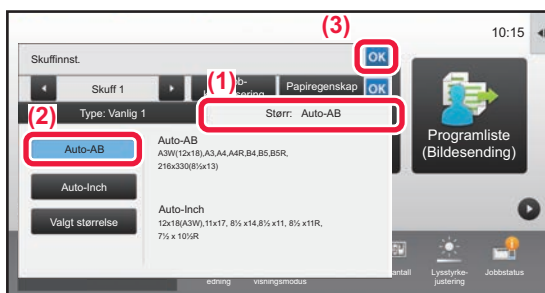 (3)
10:15
Skuffinnst.
OK
Skuff 1
(1)
Papiregenskap
OK
(2)
Type: Vanlig 1
Størr: Auto-AB
Auto-AB
Auto-AB
A3W(12x18),A3,A4,A4R,B4,B5,B5R,
216x330(8½x13)
Auto-Inch
Auto-Inch
12x18(A3W),11x17, 8½ x14,8½ x11, 8½ x11R,
7½ x 10½R
Valgt størrelse
Programliste
(Bildesending)
Lysstyrke-
justering
Jobbstatus
visningsmodus